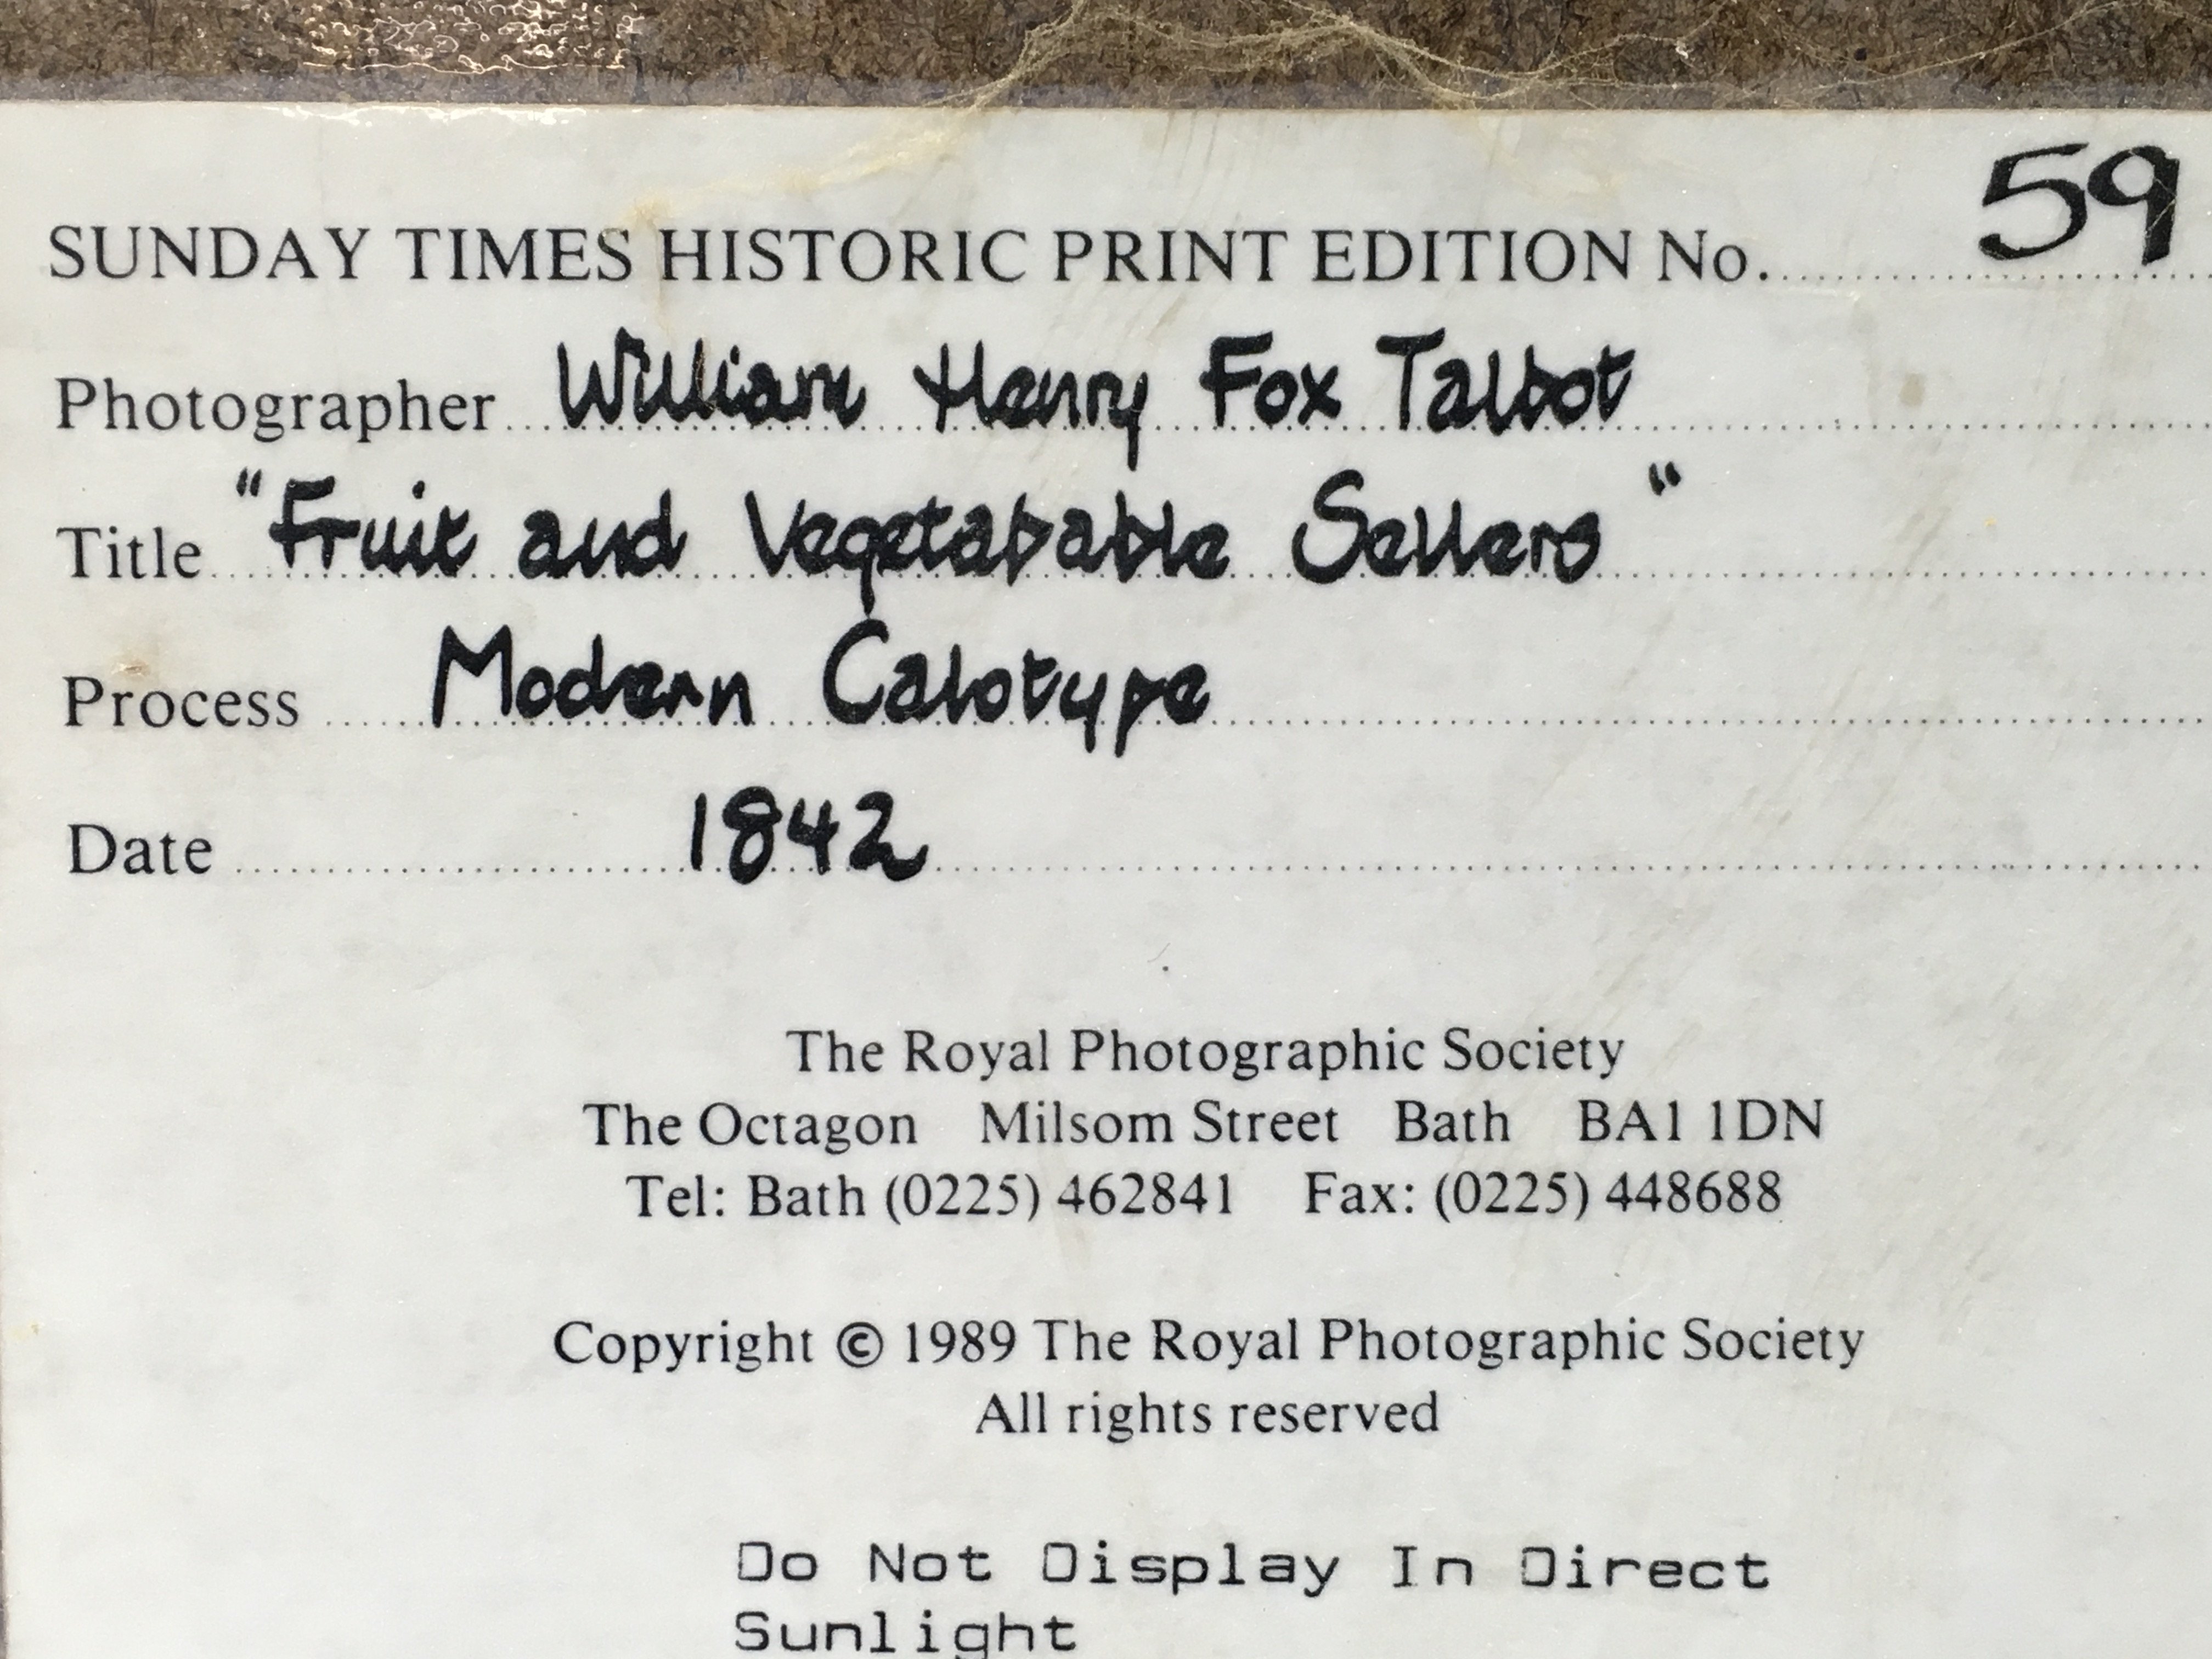 SUNDAY TIMES HISTORIC PRINT EDITION No. 59
Photographer William Henry Fox Talbot
Title "Fruit and Vegetabable Sellers"
Process Modern Calotype
Date 1842
The Royal Photographic Society
The Octagon Milsom Street Bath BA1 1DN
Tel: Bath (0225) 462841 Fax: (0225) 448688
Copyright © 1989 The Royal Photographic Society
All rights reserved
Do Not Display In Direct
Sunlight